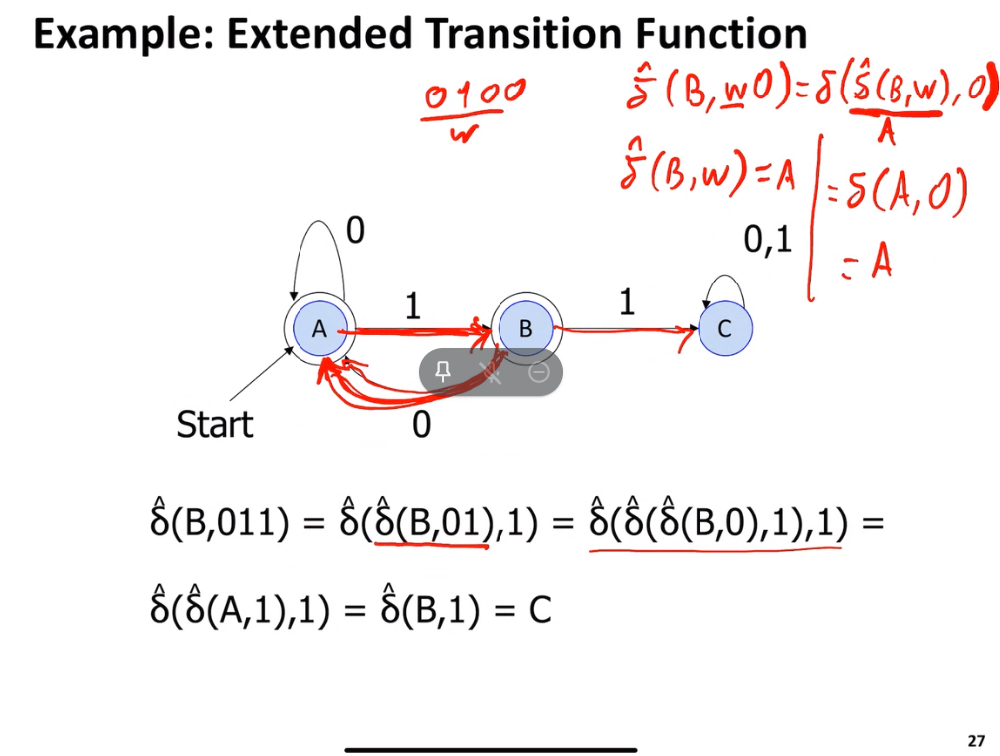 Example: Extended Transition Function
0100
w
δ̂(B,w0)=δ(δ̂(B,w),0)
A
δ̂(B,w)=A
=δ(A,0)
=A
0
0,1
1
1
A
B
C
Start
0
δ̂(B,011) = δ̂(δ̂(B,01),1) = δ̂(δ̂(δ̂(B,0),1),1) =
δ̂(δ̂(A,1),1) = δ̂(B,1) = C
27